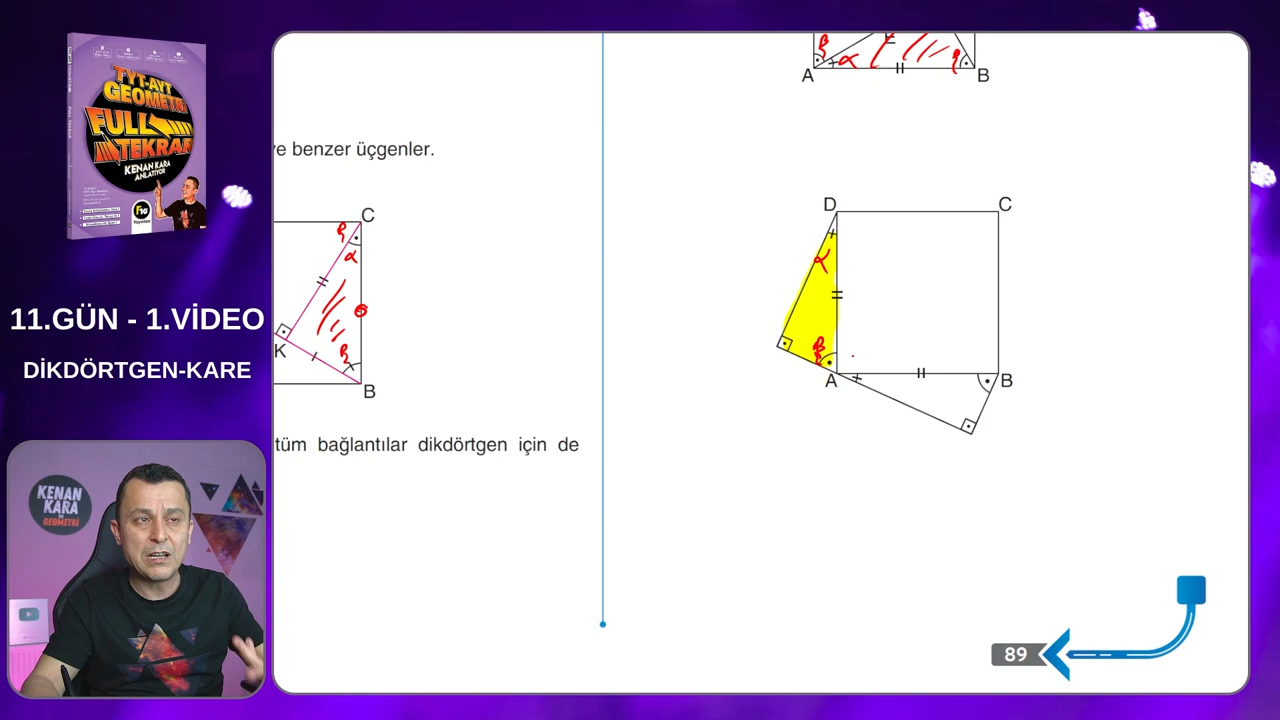 TYT-AYT
GEOMETRİ
FULL
TEKRAR
KENAN KARA
ANLATIYOR
11.GÜN - 1.VİDEO
DİKDÖRTGEN-KARE
KENAN
KARA
GEOMETRİ
ve benzer üçgenler.
C
β
α
β
K
B
tüm bağlantılar dikdörtgen için de
β
α
β
A
B
D
C
α
β
A
B
89